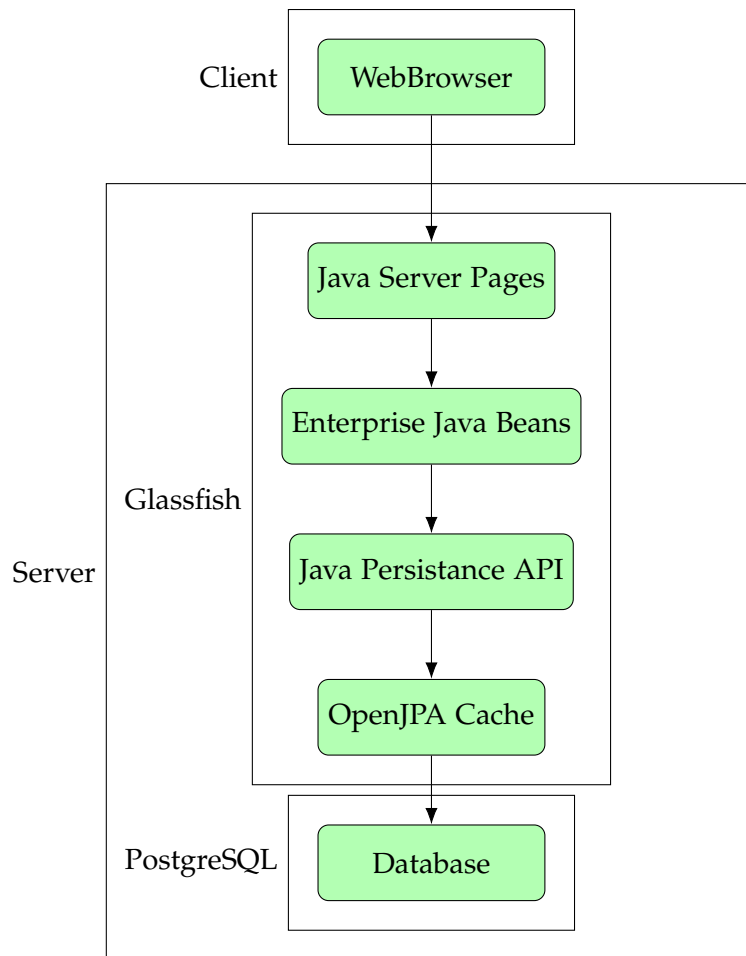 Client
WebBrowser
Java Server Pages
Enterprise Java Beans
Glassfish
Java Persistance API
Server
OpenJPA Cache
PostgreSQL
Database